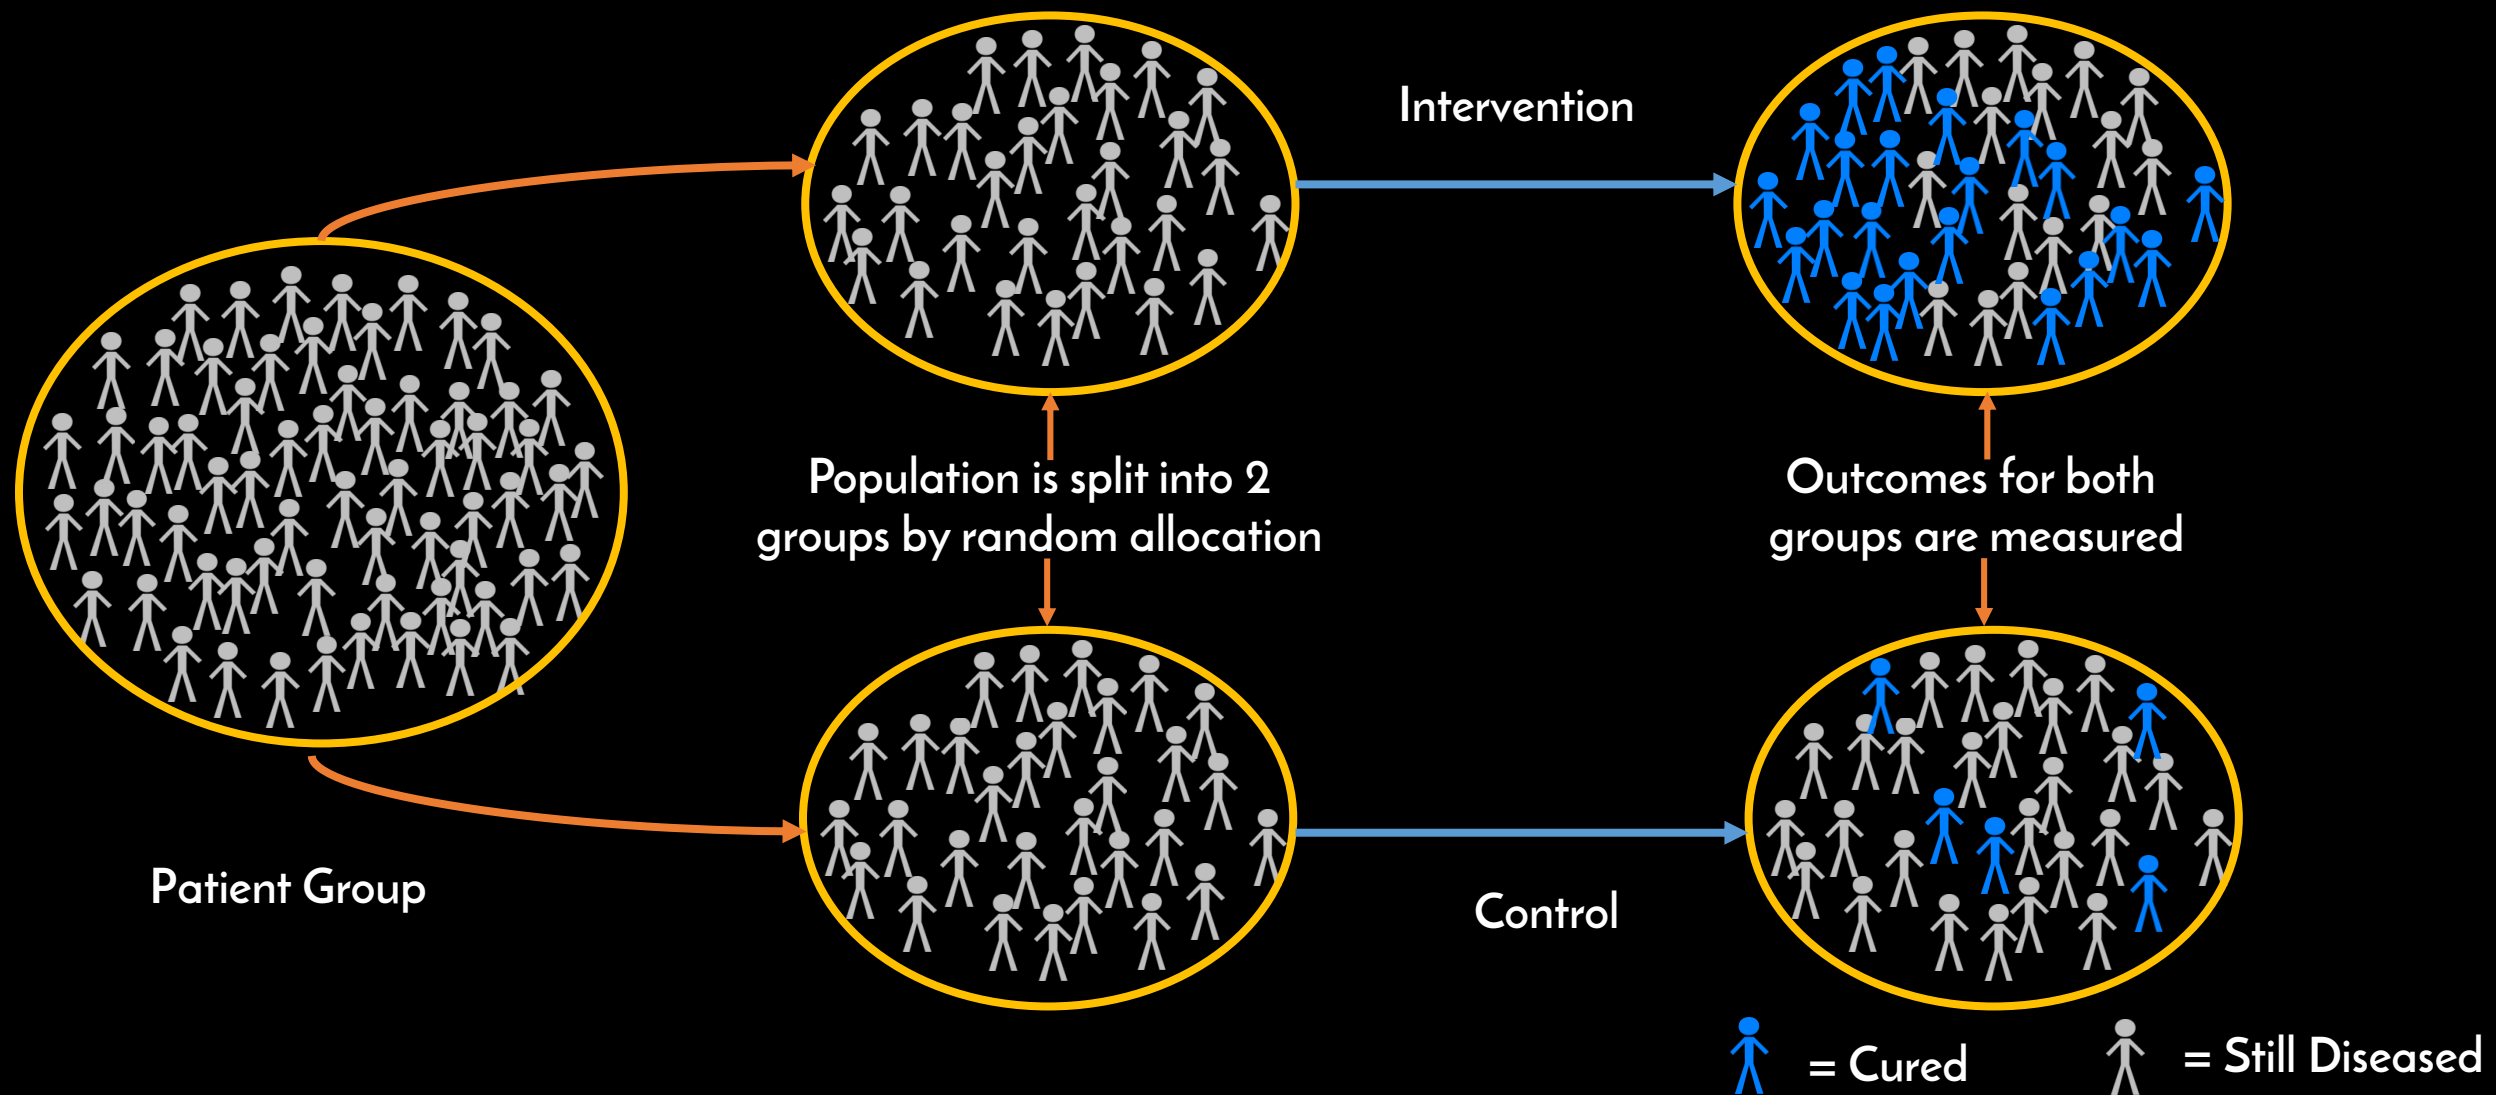 Intervention
Population is split into 2
groups by random allocation
Outcomes for both
groups are measured
Patient Group
Control
= Cured
= Still Diseased